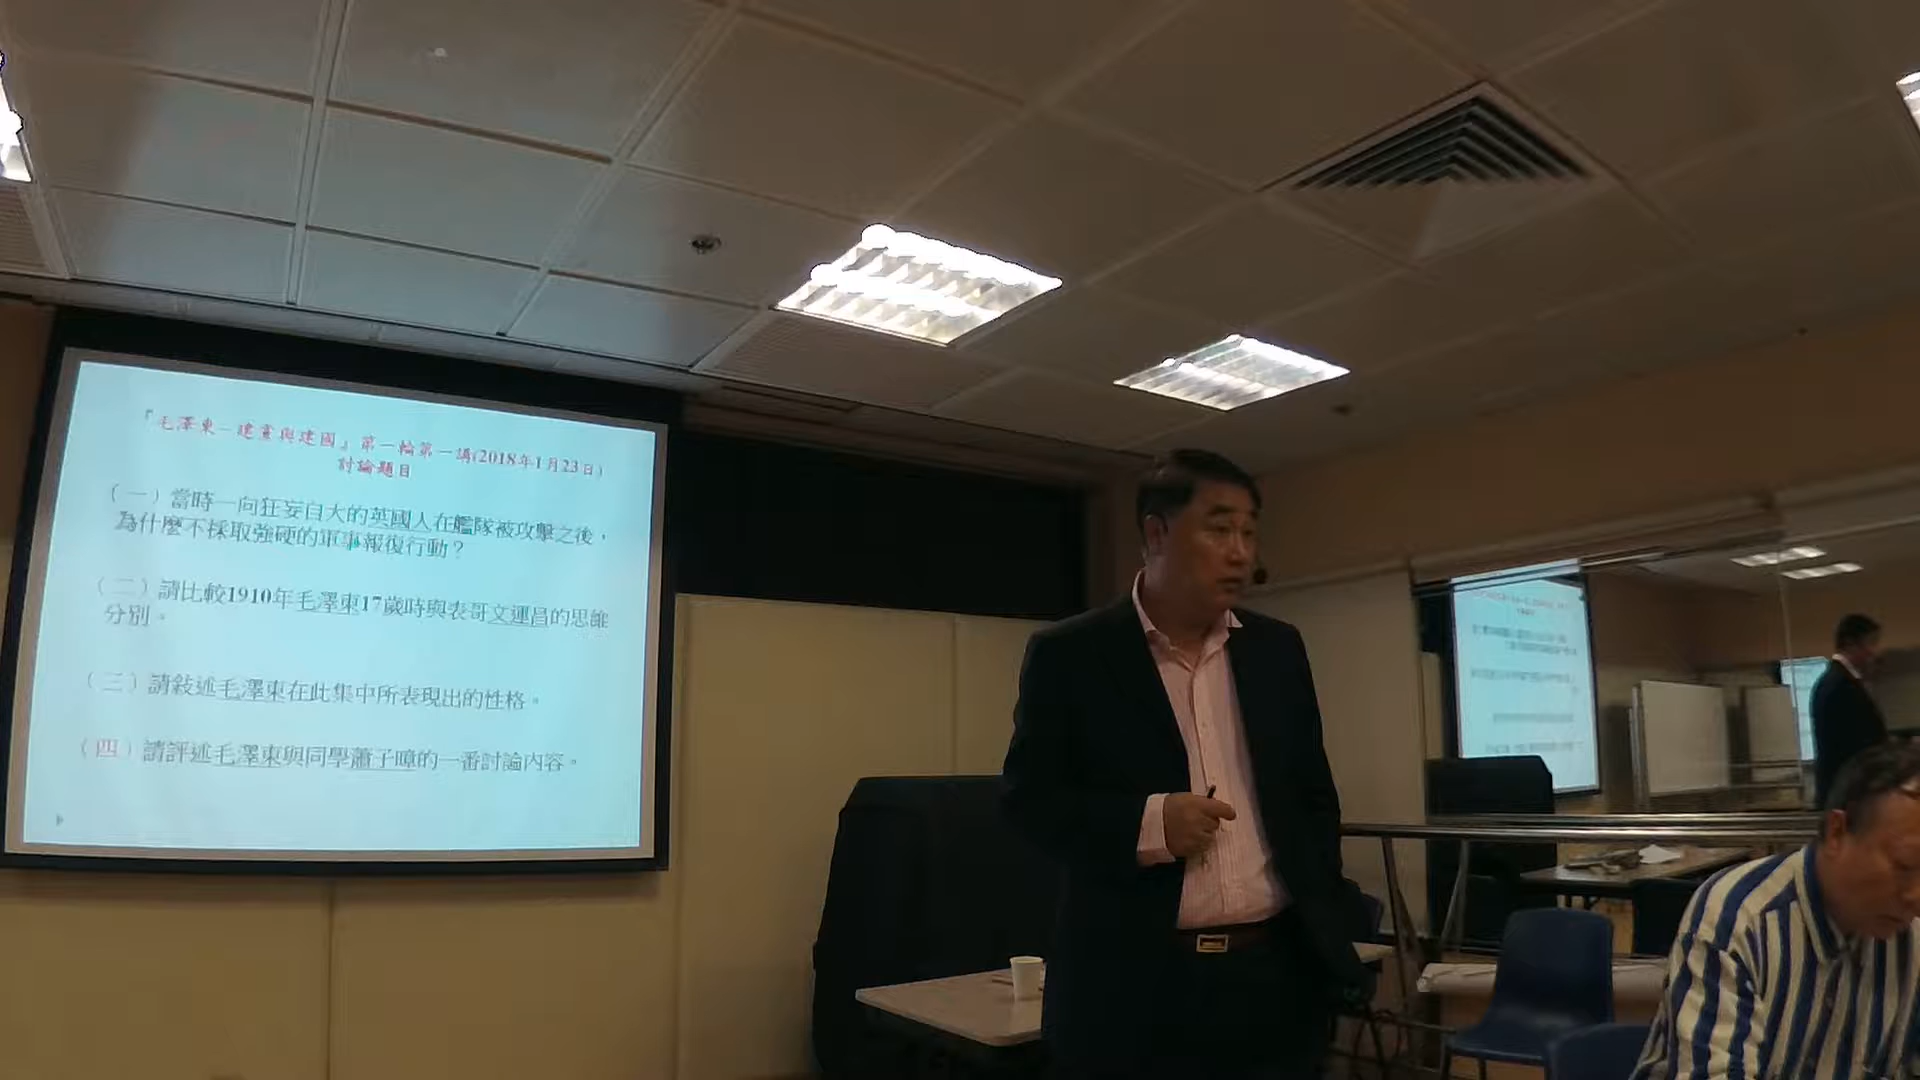 『毛澤東－建黨與建國』第一輪第一講(2018年1月23日)
討論題目
（一）當時一向狂妄自大的英國人在艦隊被攻擊之後，
為什麼不採取強硬的軍事報復行動？
（二）請比較1910年毛澤東17歲時與表哥文運昌的思維
分別。
（三）請敍述毛澤東在此集中所表現出的性格。
（四）請評述毛澤東與同學蕭子暲的一番討論內容。